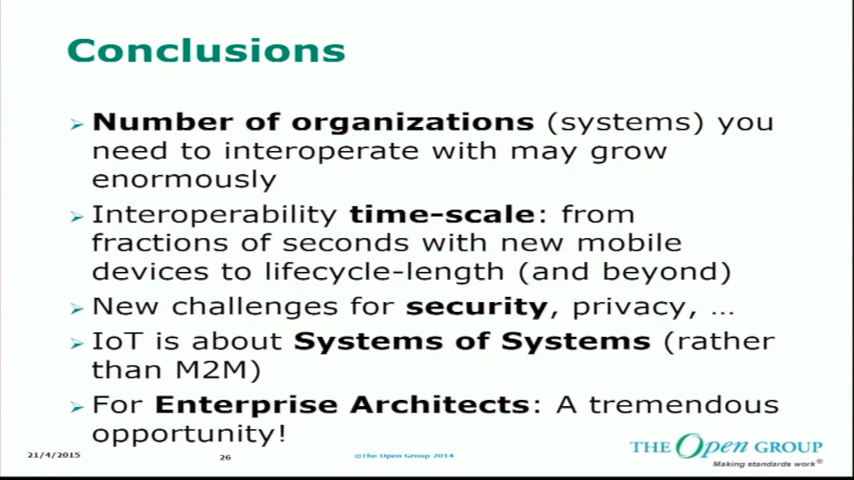 Conclusions
Number of organizations (systems) you
need to interoperate with may grow
enormously
Interoperability time-scale: from
fractions of seconds with new mobile
devices to lifecycle-length (and beyond)
New challenges for security, privacy, …
IoT is about Systems of Systems (rather
than M2M)
For Enterprise Architects: A tremendous
opportunity!
21/4/2015
26
©The Open Group 2014
THE Open GROUP
Making standards work®